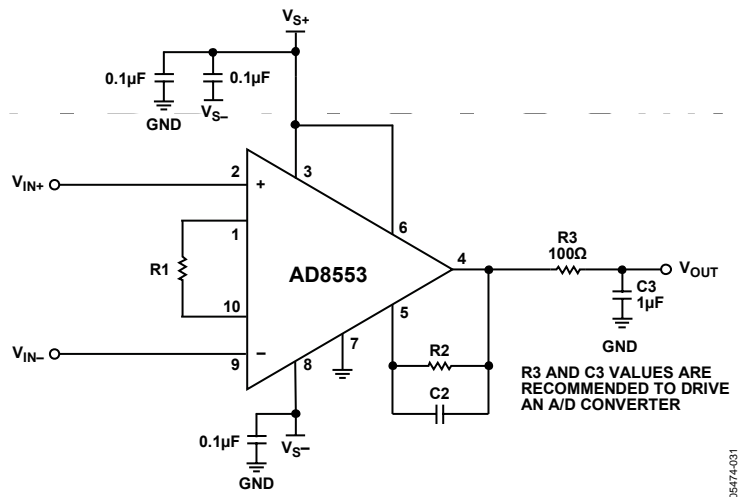 VS+
0.1µF
0.1µF
VS–
GND
VIN+
2
+
3
1
6
R1
AD8553
4
R3
100Ω
VOUT
C3
1µF
GND
10
5
VIN–
9
–
8
7
R2
C2
R3 AND C3 VALUES ARE
RECOMMENDED TO DRIVE
AN A/D CONVERTER
0.1µF
VS–
GND
05474-031